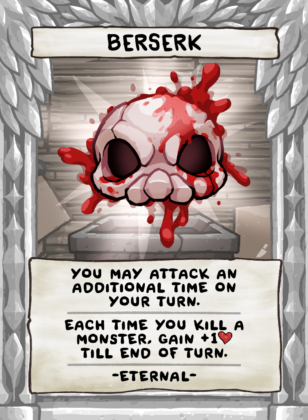 BERSERK
YOU MAY ATTACK AN
ADDITIONAL TIME ON
YOUR TURN.
EACH TIME YOU KILL A
MONSTER, GAIN +1❤
TILL END OF TURN.
-ETERNAL-